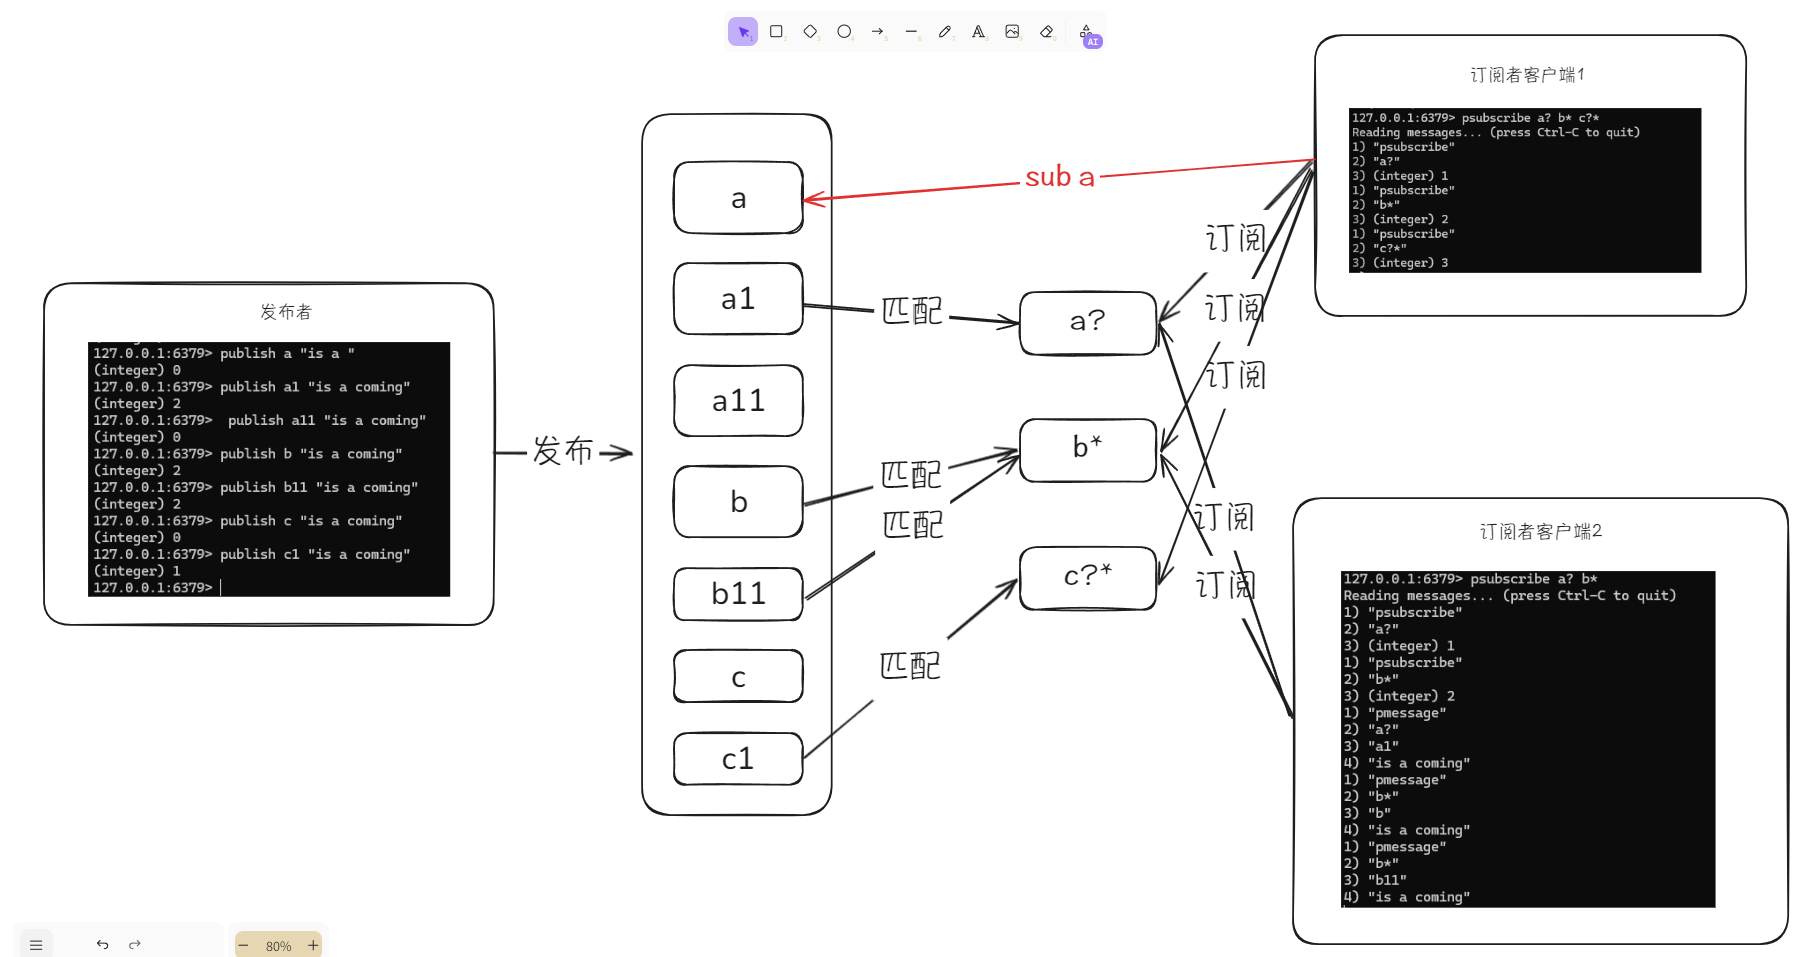 AI
发布者
127.0.0.1:6379> publish a "is a "
(integer) 0
127.0.0.1:6379> publish a1 "is a coming"
(integer) 2
127.0.0.1:6379>  publish a11 "is a coming"
(integer) 0
127.0.0.1:6379> publish b "is a coming"
(integer) 2
127.0.0.1:6379> publish b11 "is a coming"
(integer) 2
127.0.0.1:6379> publish c "is a coming"
(integer) 0
127.0.0.1:6379> publish c1 "is a coming"
(integer) 1
127.0.0.1:6379>
发布
a
a1
a11
b
b11
c
c1
sub a
匹配
匹配
匹配
匹配
a?
b*
c?*
订阅
订阅
订阅
订阅
订阅
订阅者客户端1
127.0.0.1:6379> psubscribe a? b* c?*
Reading messages... (press Ctrl-C to quit)
1) "psubscribe"
2) "a?"
3) (integer) 1
1) "psubscribe"
2) "b*"
3) (integer) 2
1) "psubscribe"
2) "c?*"
3) (integer) 3
订阅者客户端2
127.0.0.1:6379> psubscribe a? b*
Reading messages... (press Ctrl-C to quit)
1) "psubscribe"
2) "a?"
3) (integer) 1
1) "psubscribe"
2) "b*"
3) (integer) 2
1) "pmessage"
2) "a?"
3) "a1"
4) "is a coming"
1) "pmessage"
2) "b*"
3) "b"
4) "is a coming"
1) "pmessage"
2) "b*"
3) "b11"
4) "is a coming"
80%